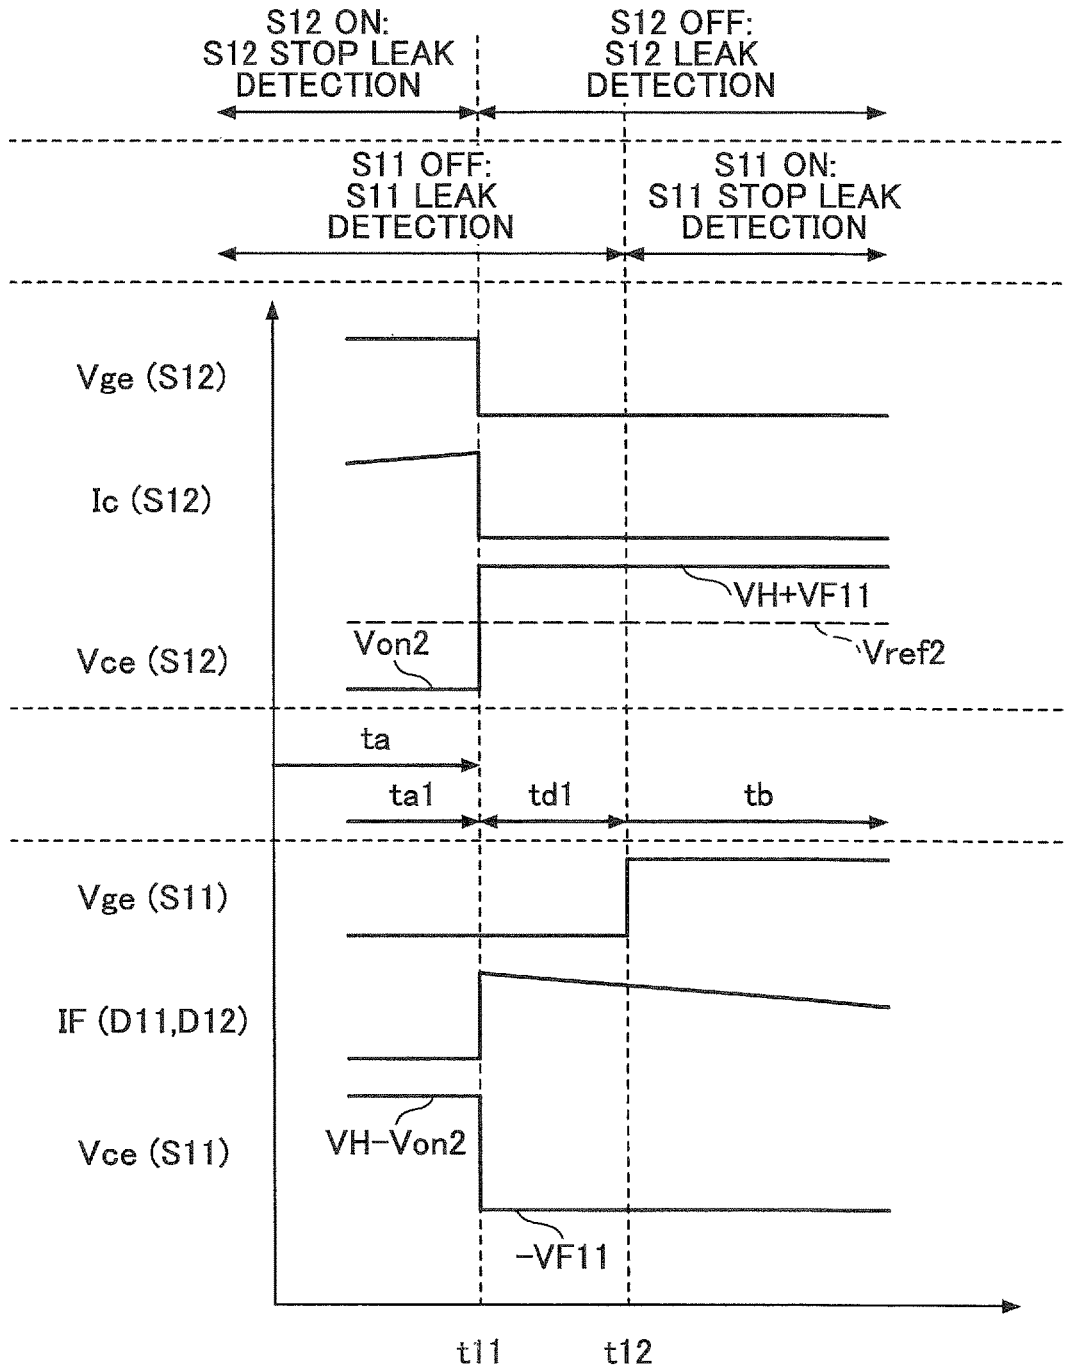 S12 ON:
S12 STOP LEAK
DETECTION
S12 OFF:
S12 LEAK
DETECTION
S11 OFF:
S11 LEAK
DETECTION
S11 ON:
S11 STOP LEAK
DETECTION
Vge (S12)
Ic (S12)
VH+VF11
Von2
Vref2
Vce (S12)
ta
ta1
td1
tb
Vge (S11)
IF (D11,D12)
VH-Von2
Vce (S11)
-VF11
t11
t12